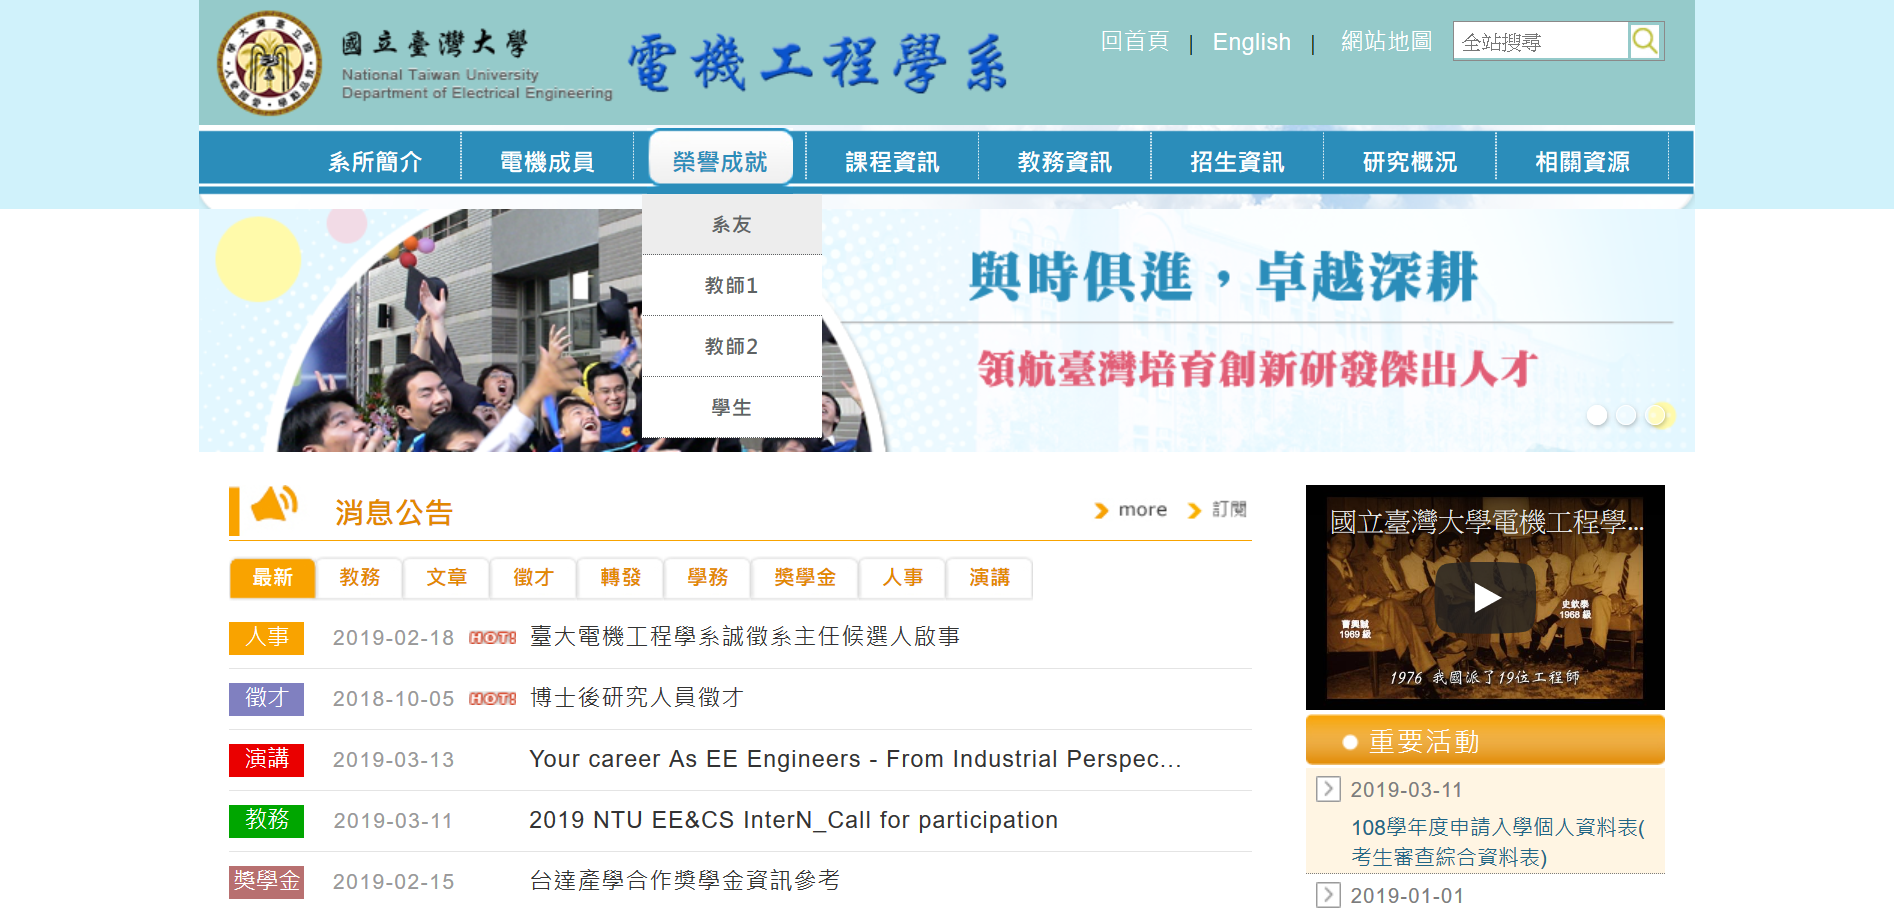 國立臺灣大學
National Taiwan University
Department of Electrical Engineering
電機工程學系
回首頁 | English | 網站地圖
全站搜尋
系所簡介 電機成員 榮譽成就 課程資訊 教務資訊 招生資訊 研究概況 相關資源
系友
教師1
教師2
學生
與時俱進，卓越深耕
領航臺灣培育創新研發傑出人才
消息公告
more 訂閱
最新 教務 文章 徵才 轉發 學務 獎學金 人事 演講
人事 2019-02-18 HOT! 臺大電機工程學系誠徵系主任候選人啟事
徵才 2018-10-05 HOT! 博士後研究人員徵才
演講 2019-03-13 Your career As EE Engineers - From Industrial Perspec...
教務 2019-03-11 2019 NTU EE&CS InterN_Call for participation
獎學金 2019-02-15 台達產學合作獎學金資訊參考
國立臺灣大學電機工程學...
史欽泰
1968 級
曹興誠
1969 級
1976 我國派了19位工程師
重要活動
2019-03-11
108學年度申請入學個人資料表(
考生審查綜合資料表)
2019-01-01